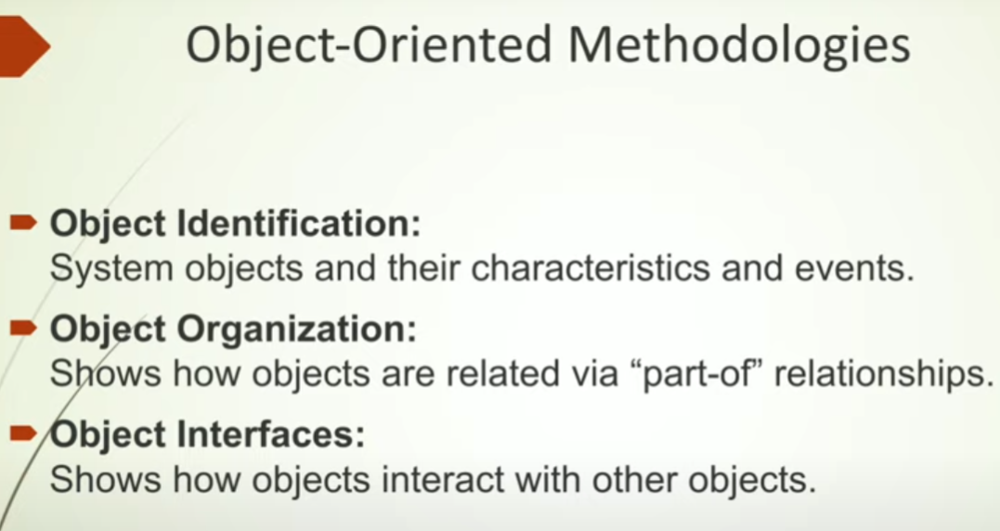 Object-Oriented Methodologies
Object Identification:
System objects and their characteristics and events.
Object Organization:
Shows how objects are related via “part-of” relationships.
Object Interfaces:
Shows how objects interact with other objects.